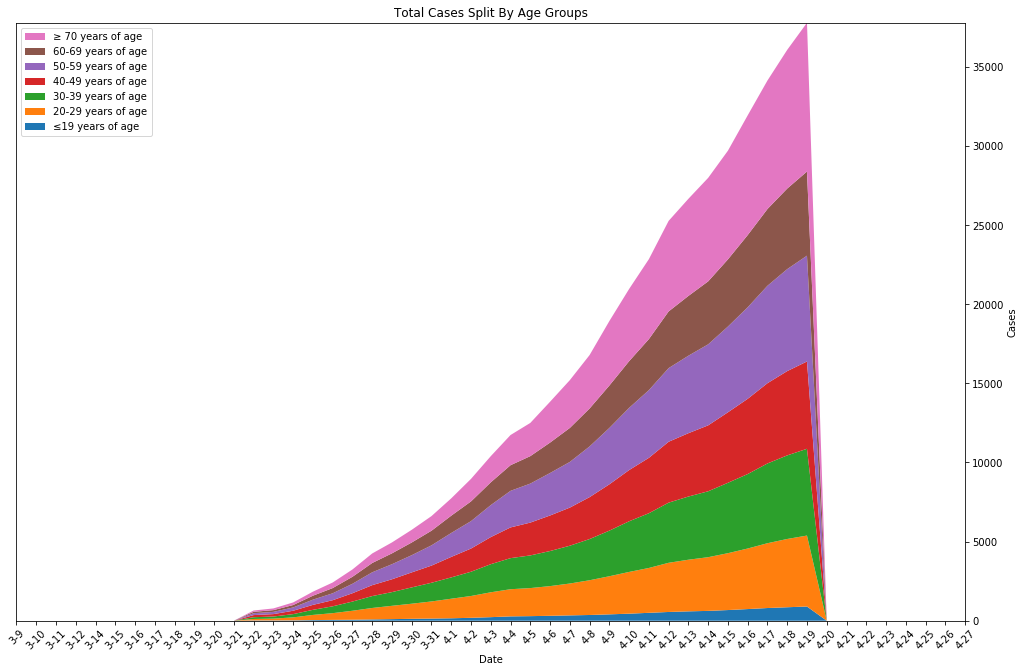 Total Cases Split By Age Groups
≥ 70 years of age
60-69 years of age
50-59 years of age
40-49 years of age
30-39 years of age
20-29 years of age
≤19 years of age
35000
30000
25000
20000
15000
10000
5000
0
Cases
3-9 3-10 3-11 3-12 3-14 3-15 3-16 3-17 3-18 3-19 3-20 3-21 3-22 3-23 3-24 3-25 3-26 3-27 3-28 3-29 3-30 3-31 4-1 4-2 4-3 4-4 4-5 4-6 4-7 4-8 4-9 4-10 4-11 4-12 4-13 4-14 4-15 4-16 4-17 4-18 4-19 4-20 4-21 4-22 4-23 4-24 4-25 4-26 4-27
Date